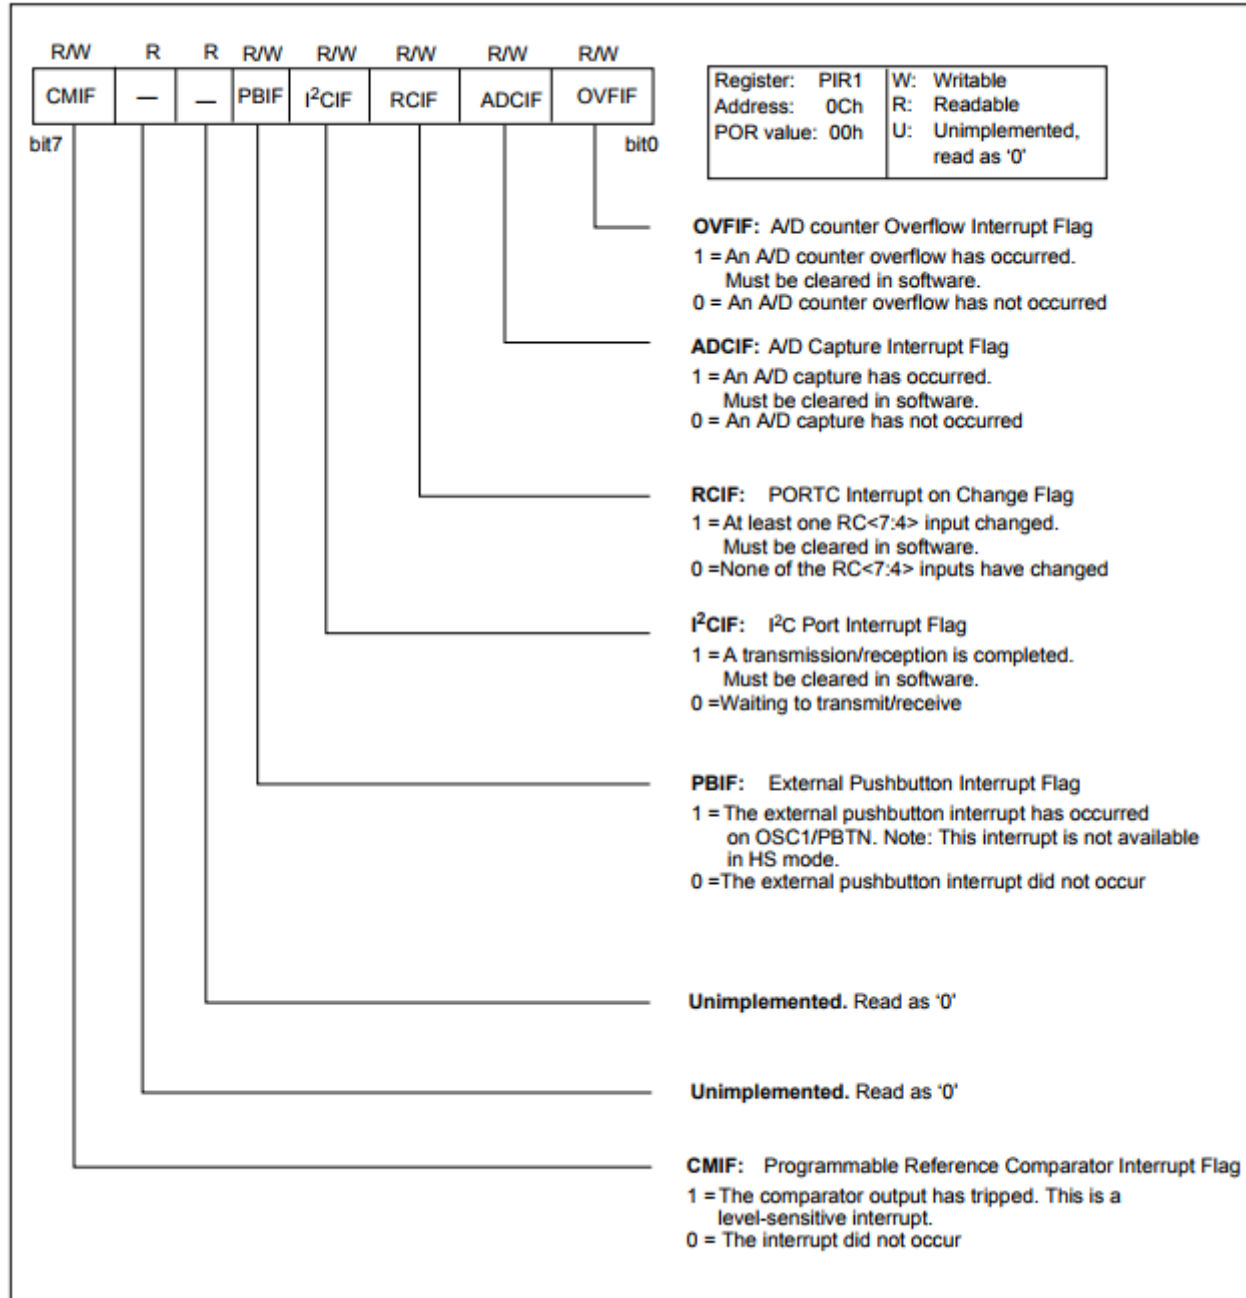 R/W R R R/W R/W R/W R/W R/W
CMIF — — PBIF I²CIF RCIF ADCIF OVFIF
bit7 bit0
Register: PIR1 W: Writable
Address: 0Ch R: Readable
POR value: 00h U: Unimplemented,
read as ‘0’
OVFIF: A/D counter Overflow Interrupt Flag
1 = An A/D counter overflow has occurred.
Must be cleared in software.
0 = An A/D counter overflow has not occurred
ADCIF: A/D Capture Interrupt Flag
1 = An A/D capture has occurred.
Must be cleared in software.
0 = An A/D capture has not occurred
RCIF: PORTC Interrupt on Change Flag
1 = At least one RC<7:4> input changed.
Must be cleared in software.
0 =None of the RC<7:4> inputs have changed
I²CIF: I²C Port Interrupt Flag
1 = A transmission/reception is completed.
Must be cleared in software.
0 =Waiting to transmit/receive
PBIF: External Pushbutton Interrupt Flag
1 = The external pushbutton interrupt has occurred
on OSC1/PBTN. Note: This interrupt is not available
in HS mode.
0 =The external pushbutton interrupt did not occur
Unimplemented. Read as ‘0’
Unimplemented. Read as ‘0’
CMIF: Programmable Reference Comparator Interrupt Flag
1 = The comparator output has tripped. This is a
level-sensitive interrupt.
0 = The interrupt did not occur